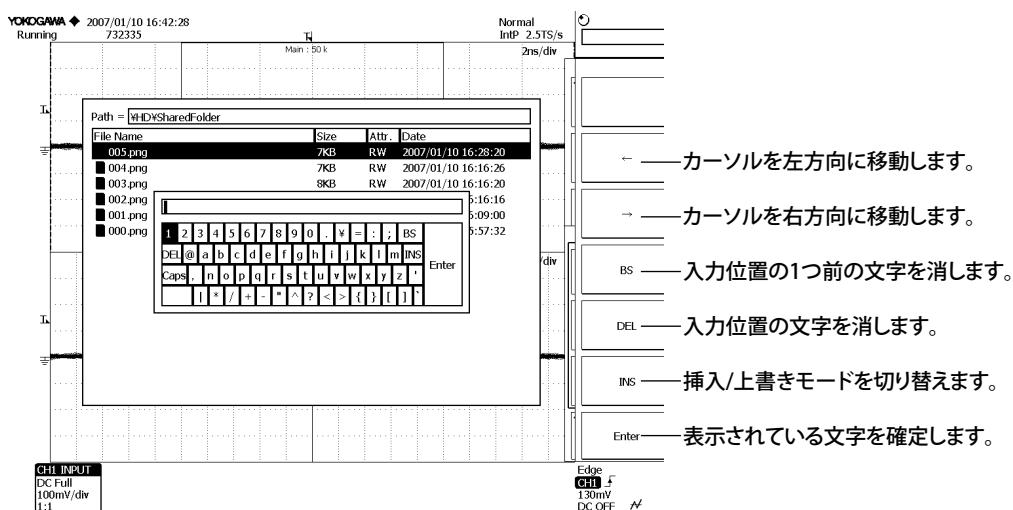 YOKOGAWA ◆ 2007/01/10 16:42:28
Normal
Running 732335
IntP 2.5TS/s
Main : 50 k
2ns/div
Path = ¥HD¥SharedFolder
File Name Size Attr. Date
005.png 7KB RW 2007/01/10 16:28:20
004.png 7KB RW 2007/01/10 16:16:26
003.png 8KB RW 2007/01/10 16:16:20
002.png 5:16:16
001.png 5:09:00
000.png 5:57:32
1 2 3 4 5 6 7 8 9 0 . ¥ = : ; BS
DEL @ a b c d e f g h i j k l m INS
Enter
Caps , n o p q r s t u v w x y z '
| * / + - " ^ ? < > { } [ ] `
/div
← カーソルを左方向に移動します。
→ カーソルを右方向に移動します。
BS 入力位置の1つ前の文字を消します。
DEL 入力位置の文字を消します。
INS 挿入/上書きモードを切り替えます。
Enter 表示されている文字を確定します。
CH1 INPUT
DC Full
100mV/div
1:1
Edge
CH1
130mV
DC OFF